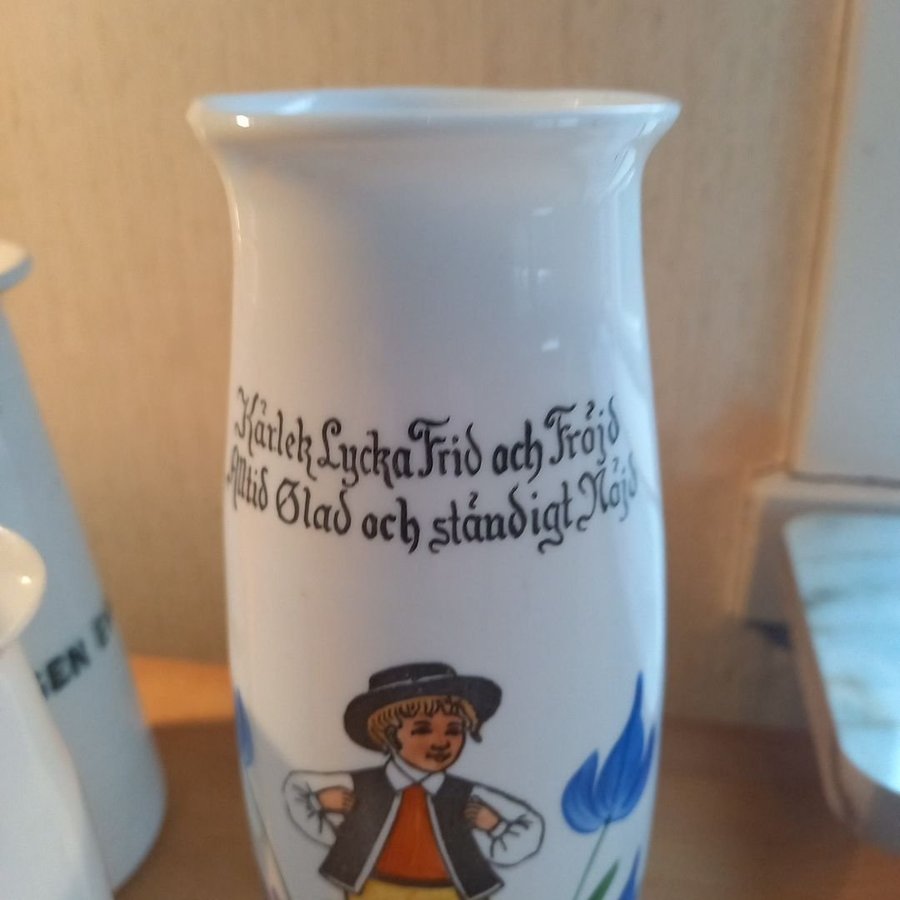 Kärlek Lycka Frid och Fröjd
Alltid Glad och ständigt Nöjd